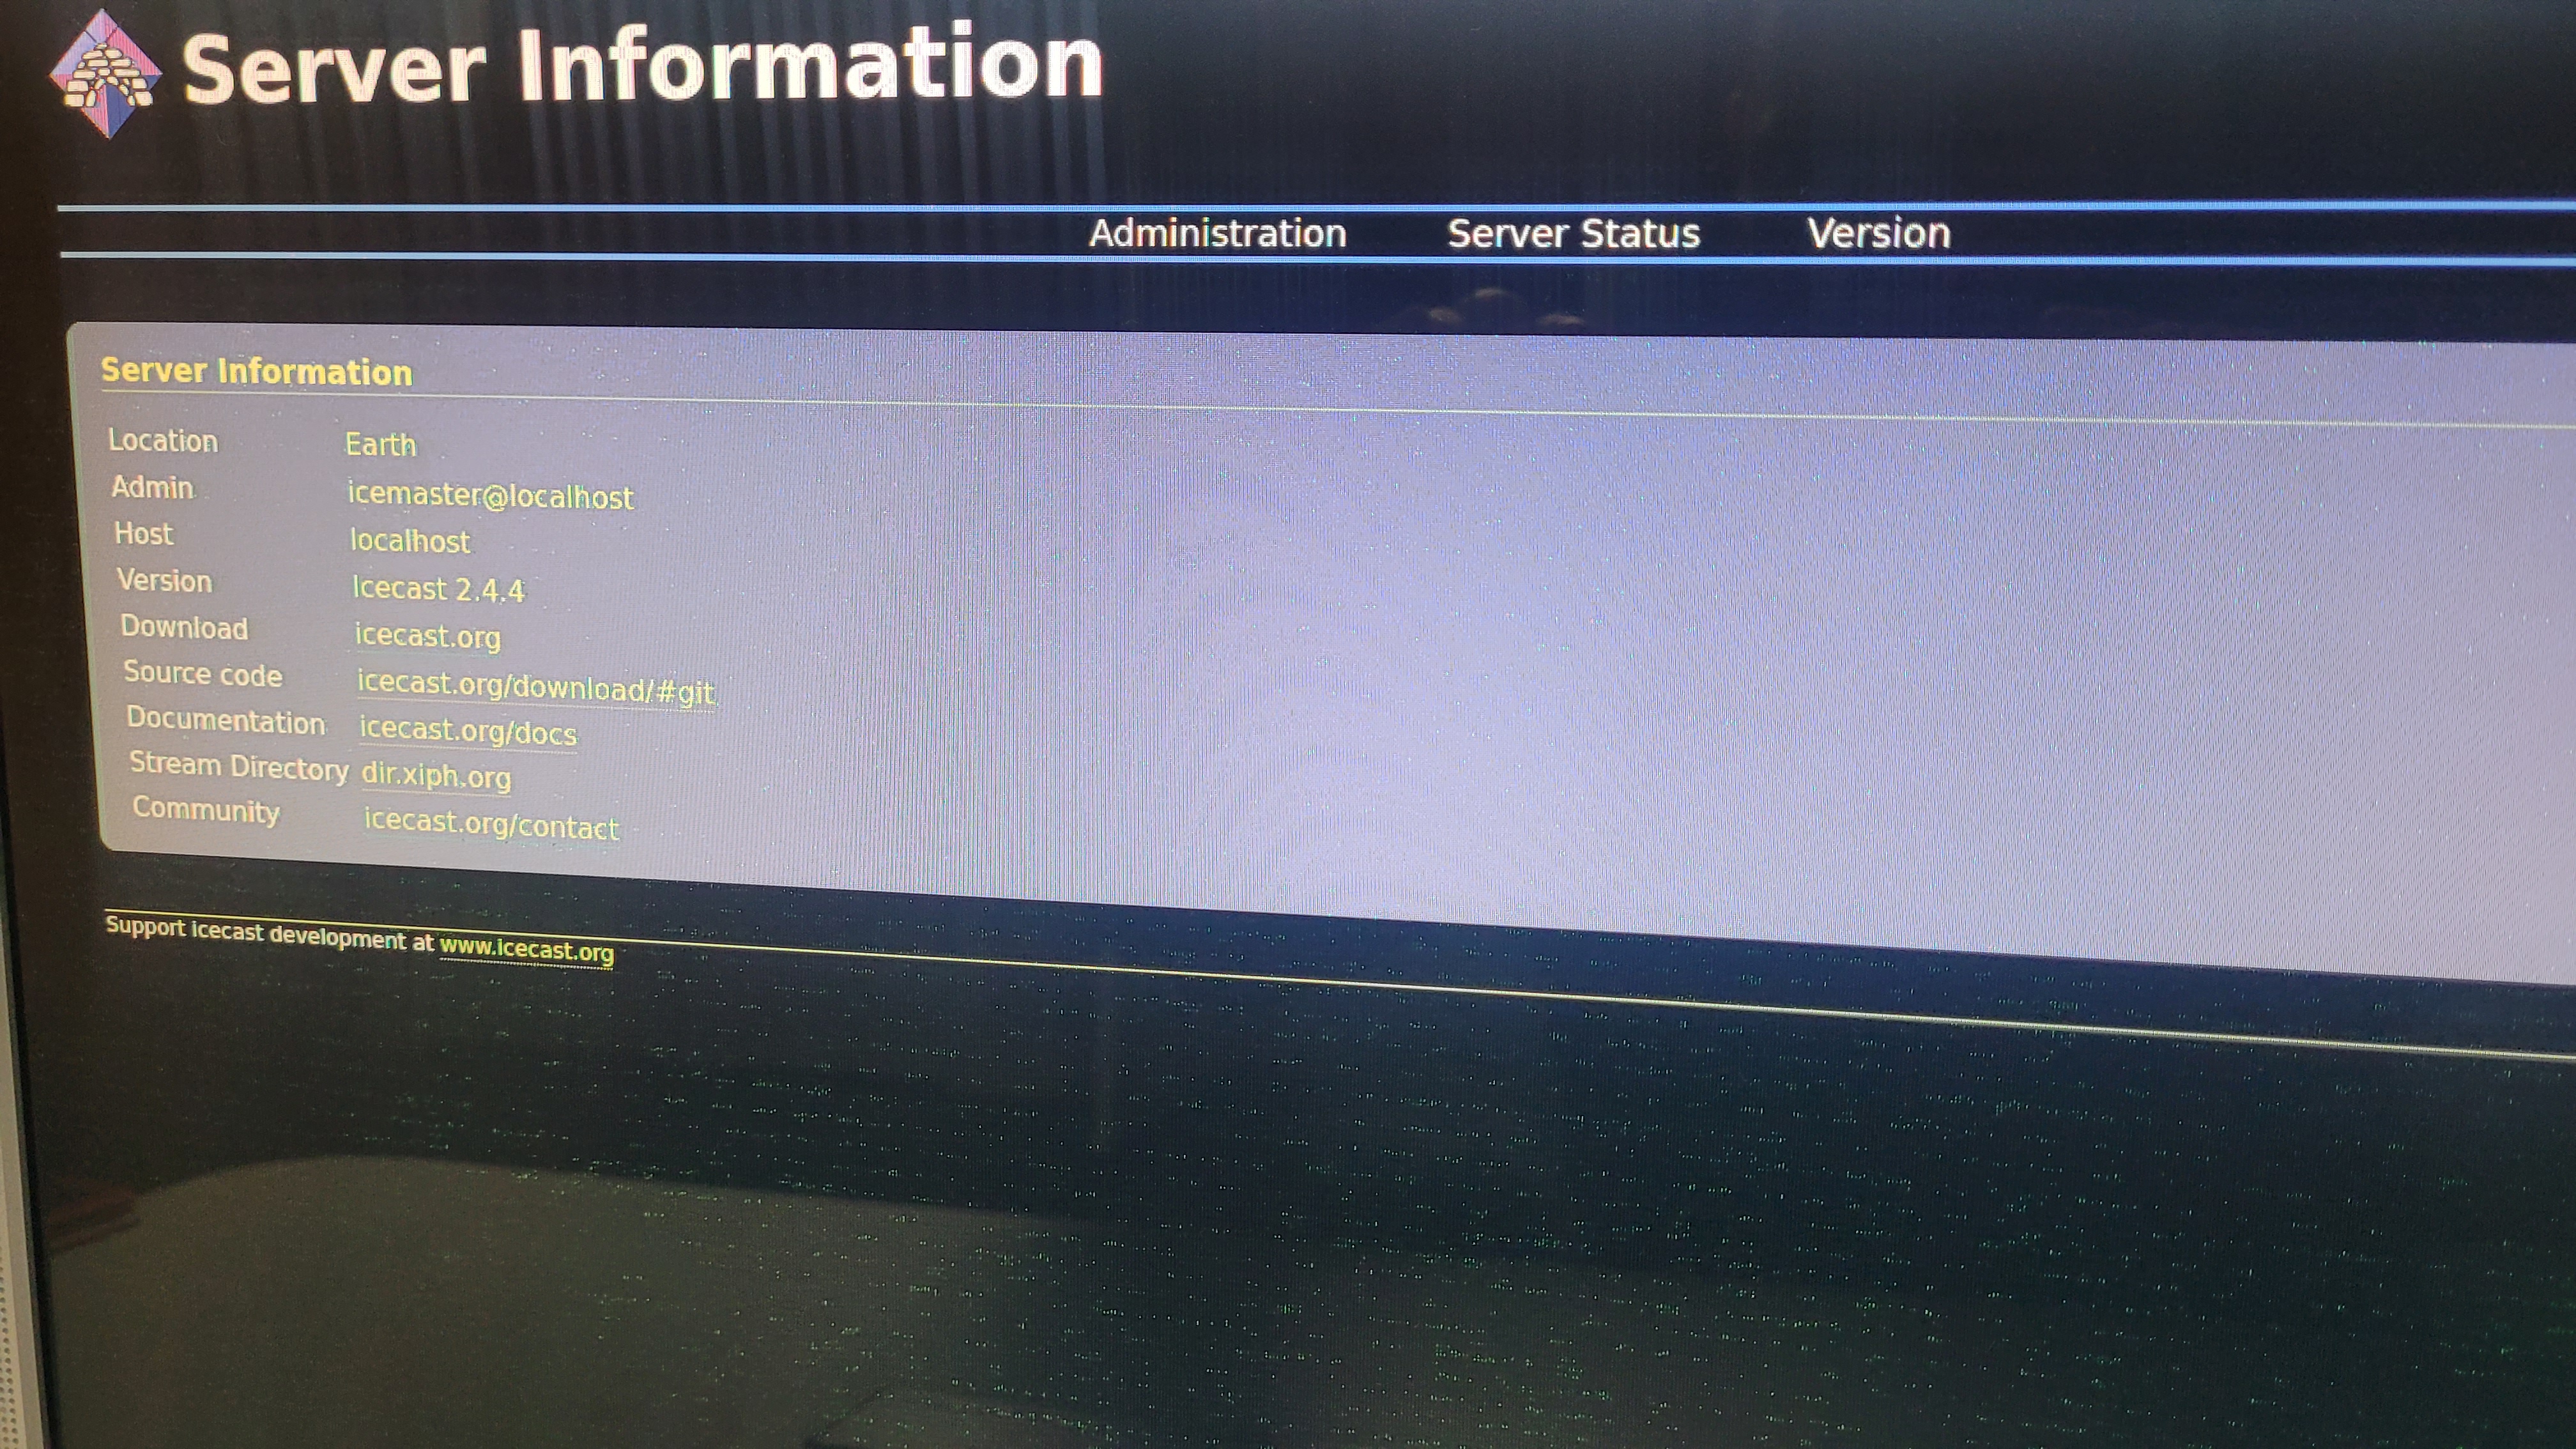 Server Information
Administration Server Status Version
Server Information
Location Earth
Admin icemaster@localhost
Host localhost
Version Icecast 2.4.4
Download icecast.org
Source code icecast.org/download/#git
Documentation icecast.org/docs
Stream Directory dir.xiph.org
Community icecast.org/contact
Support icecast development at www.icecast.org